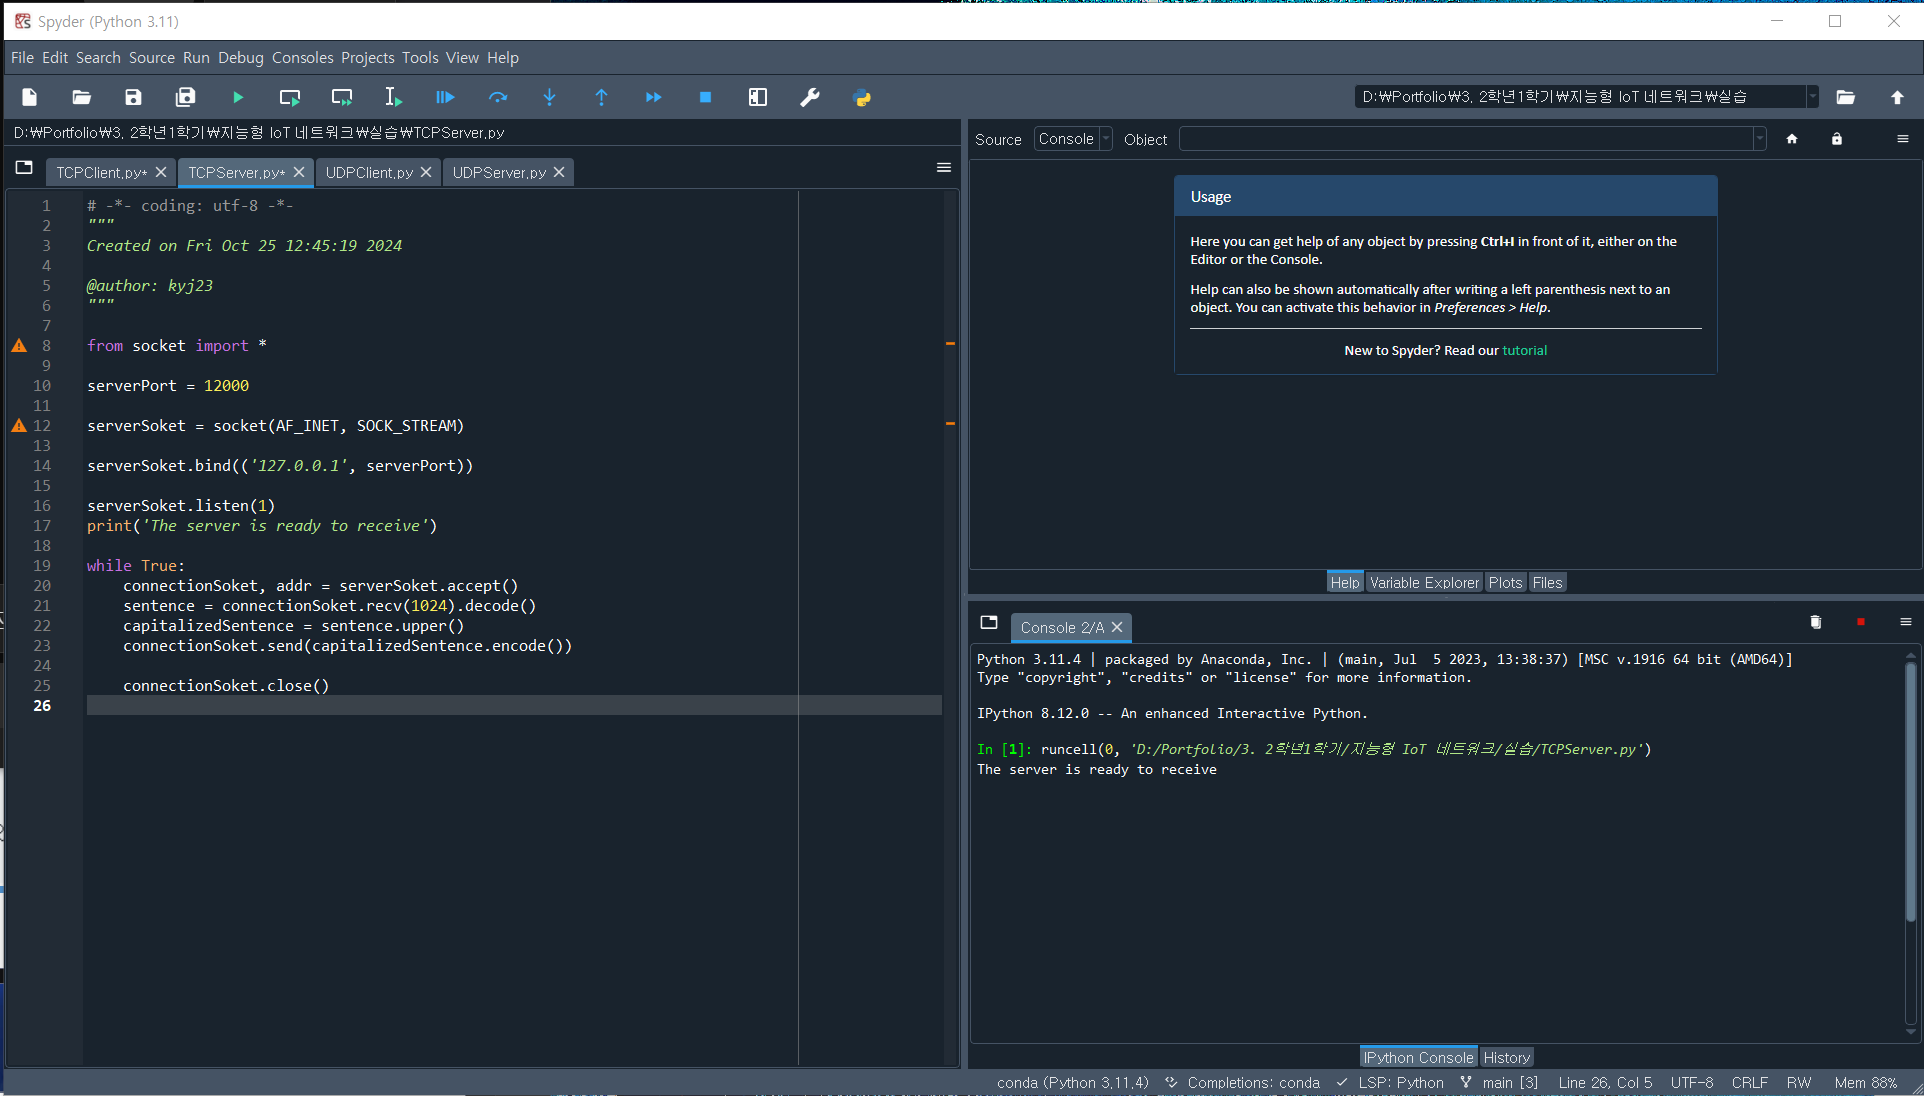 Spyder (Python 3.11)
File Edit Search Source Run Debug Consoles Projects Tools View Help
D:₩Portfolio₩3. 2학년1학기₩지능형 IoT 네트워크₩실습
D:₩Portfolio₩3. 2학년1학기₩지능형 IoT 네트워크₩실습₩TCPServer.py
TCPClient.py* TCPServer.py* UDPClient.py UDPServer.py
1 # -*- coding: utf-8 -*-
2 """
3 Created on Fri Oct 25 12:45:19 2024
4
5 @author: kyj23
6 """
7
8 from socket import *
9
10 serverPort = 12000
11
12 serverSoket = socket(AF_INET, SOCK_STREAM)
13
14 serverSoket.bind(('127.0.0.1', serverPort))
15
16 serverSoket.listen(1)
17 print('The server is ready to receive')
18
19 while True:
20     connectionSoket, addr = serverSoket.accept()
21     sentence = connectionSoket.recv(1024).decode()
22     capitalizedSentence = sentence.upper()
23     connectionSoket.send(capitalizedSentence.encode())
24
25     connectionSoket.close()
26
Source Console Object
Usage
Here you can get help of any object by pressing Ctrl+I in front of it, either on the
Editor or the Console.
Help can also be shown automatically after writing a left parenthesis next to an
object. You can activate this behavior in Preferences > Help.
New to Spyder? Read our tutorial
Help Variable Explorer Plots Files
Console 2/A
Python 3.11.4 | packaged by Anaconda, Inc. | (main, Jul  5 2023, 13:38:37) [MSC v.1916 64 bit (AMD64)]
Type "copyright", "credits" or "license" for more information.
IPython 8.12.0 -- An enhanced Interactive Python.
In [1]: runcell(0, 'D:/Portfolio/3. 2학년1학기/지능형 IoT 네트워크/실습/TCPServer.py')
The server is ready to receive
IPython Console History
conda (Python 3.11.4) Completions: conda LSP: Python main [3] Line 26, Col 5 UTF-8 CRLF RW Mem 88%